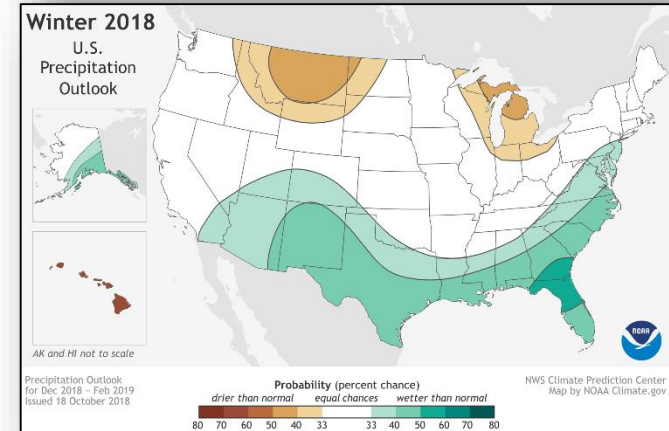 Winter 2018
U.S.
Precipitation
Outlook
AK and HI not to scale
NOAA
Precipitation Outlook
for Dec 2018 – Feb 2019
Issued 18 October 2018
Probability (percent chance)
drier than normal equal chances wetter than normal
80 70 60 50 40 33 33 40 50 60 70 80
NWS Climate Prediction Center
Map by NOAA Climate.gov